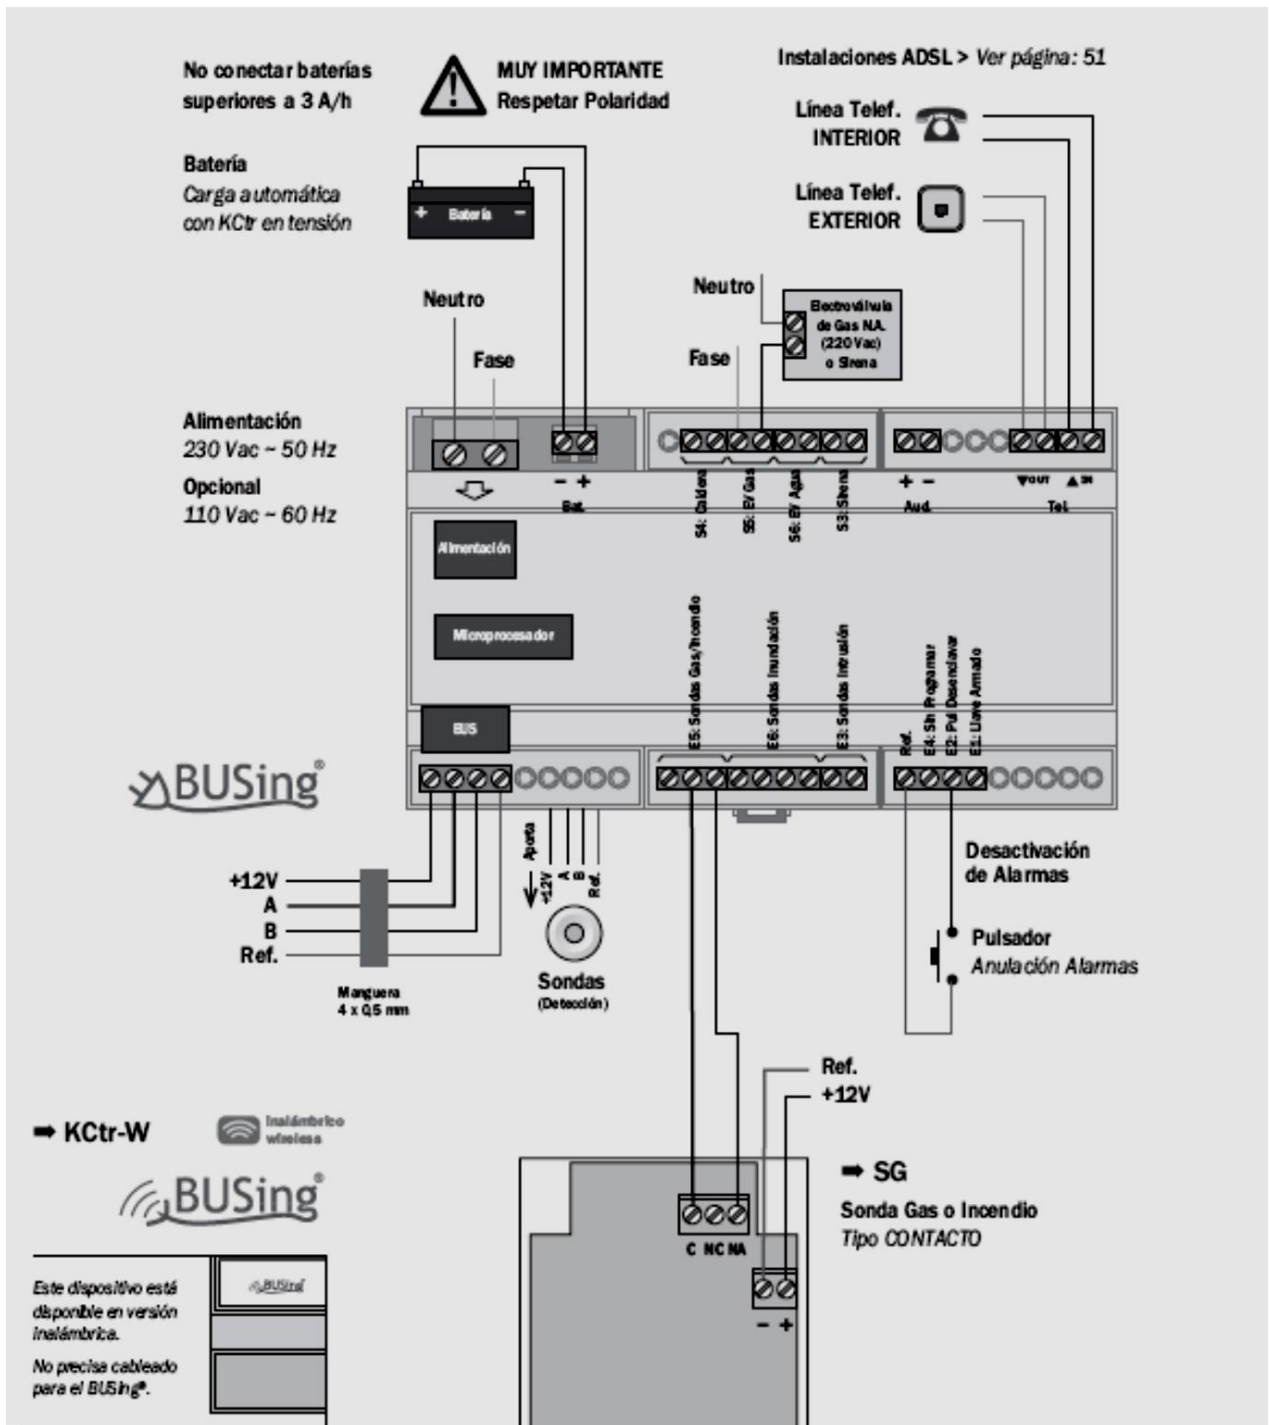 No conectar baterías
superiores a 3 A/h
MUY IMPORTANTE
Respetar Polaridad
Instalaciones ADSL > Ver página: 51
Línea Telef.
INTERIOR
Batería
Carga automática
con KCtr en tensión
+ Batería −
Línea Telef.
EXTERIOR
Neutro
Fase
Neutro
Fase
Electroválvula
de Gas N.A.
(220 Vac)
o Sirena
Alimentación
230 Vac ~ 50 Hz
Opcional
110 Vac ~ 60 Hz
− +
Bat.
S4: Caldera
S5: EV Gas
S6: EV Agua
S3: Sirena
+ −
Aud.
▼OUT ▲IN
Tel.
Alimentación
Microprocesador
BUS
E5: Sondas Gas/Incendio
E6: Sondas Inundación
E3: Sondas Intrusión
Ref.
E4: Sin Programar
E2: Pul Desenclavar
E1: Llave Armado
BUSing®
+12V
A
B
Ref.
Manguera
4 x 0,5 mm
Aporta
+12V
A
B
Ref.
Sondas
(Detección)
Desactivación
de Alarmas
Pulsador
Anulación Alarmas
Ref.
+12V
➡ KCtr-W
inalámbrico
wireless
BUSing®
➡ SG
Sonda Gas o Incendio
Tipo CONTACTO
C NC NA
− +
Este dispositivo está
disponible en versión
inalámbrica.
No precisa cableado
para el BUSing®.
BUSing